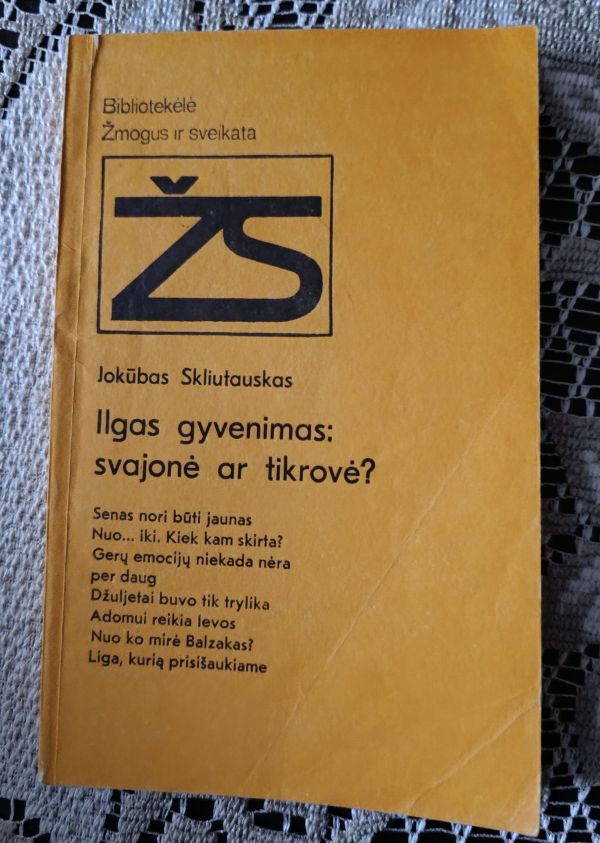 Bibliotekėlė
Žmogus ir sveikata
ŽS
Jokūbas Skliutauskas
Ilgas gyvenimas:
svajonė ar tikrovė?
Senas nori būti jaunas
Nuo... iki. Kiek kam skirta?
Gerų emocijų niekada nėra
per daug
Džuljetai buvo tik trylika
Adomui reikia Ievos
Nuo ko mirė Balzakas?
Liga, kurią prisišaukiame